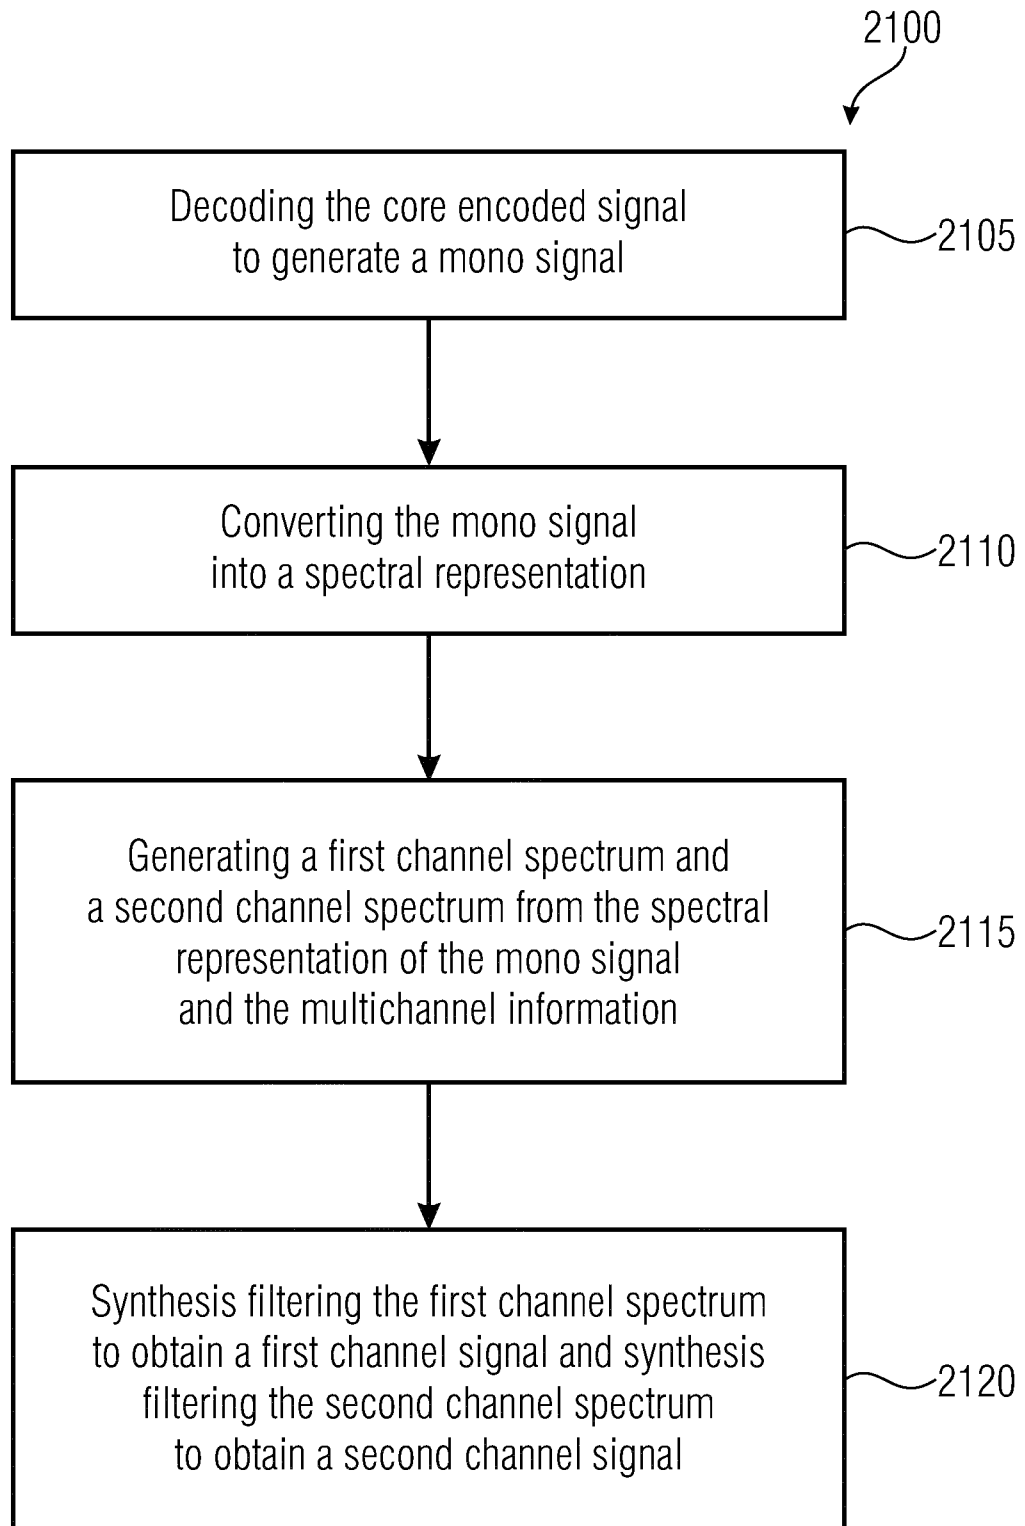 2100
Decoding the core encoded signal
to generate a mono signal
2105
Converting the mono signal
into a spectral representation
2110
Generating a first channel spectrum and
a second channel spectrum from the spectral
representation of the mono signal
and the multichannel information
2115
Synthesis filtering the first channel spectrum
to obtain a first channel signal and synthesis
filtering the second channel spectrum
to obtain a second channel signal
2120